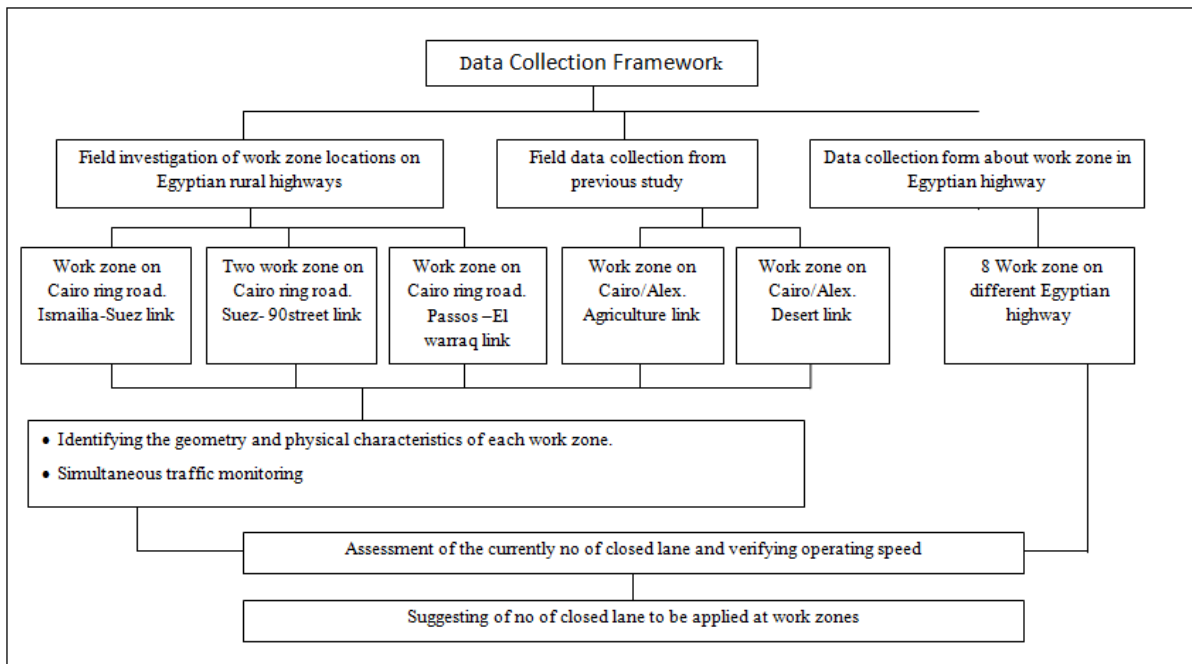 Data Collection Framework
Field investigation of work zone locations on
Egyptian rural highways
Field data collection from
previous study
Data collection form about work zone in
Egyptian highway
Work zone on
Cairo ring road.
Ismailia-Suez link
Two work zone on
Cairo ring road.
Suez- 90street link
Work zone on
Cairo ring road.
Passos –El
warraq link
Work zone on
Cairo/Alex.
Agriculture link
Work zone on
Cairo/Alex.
Desert link
8 Work zone on
different Egyptian
highway
• Identifying the geometry and physical characteristics of each work zone.
• Simultaneous traffic monitoring
Assessment of the currently no of closed lane and verifying operating speed
Suggesting of no of closed lane to be applied at work zones